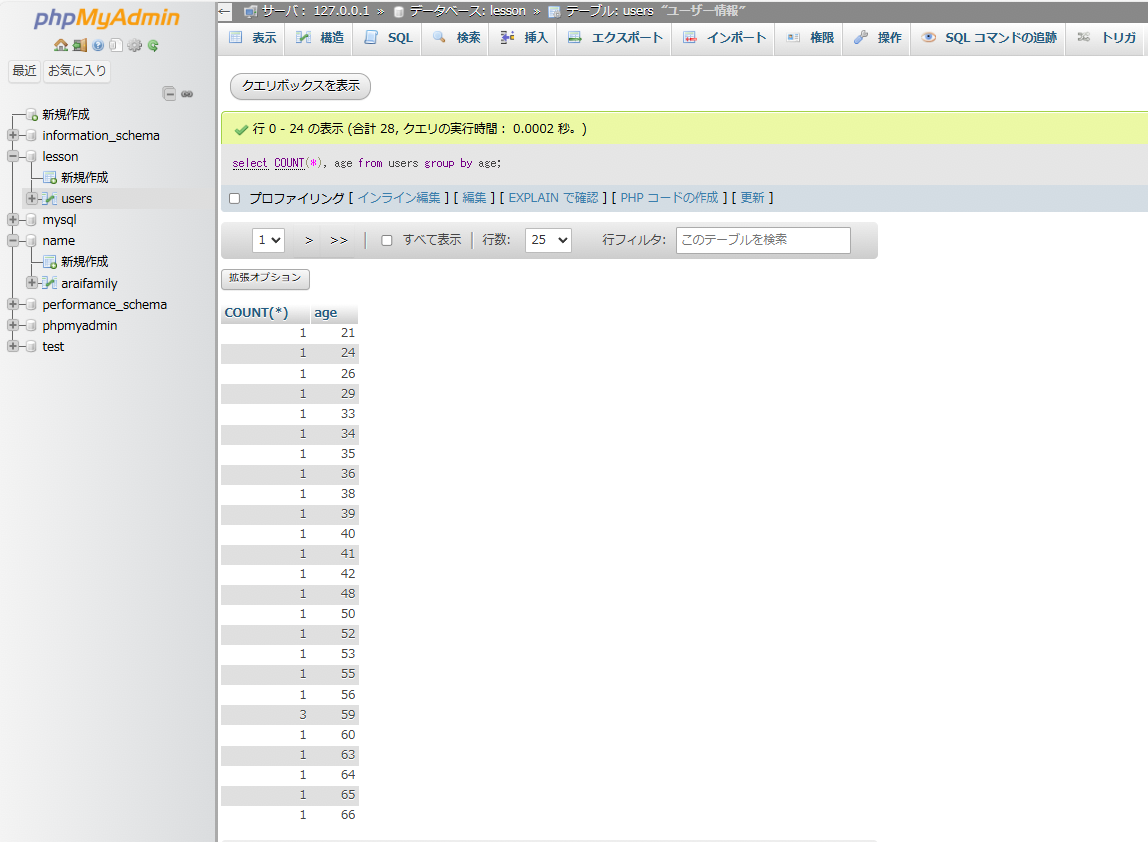 phpMyAdmin
最近 お気に入り
新規作成
information_schema
lesson
新規作成
users
mysql
name
新規作成
araifamily
performance_schema
phpmyadmin
test
サーバ: 127.0.0.1 » データベース: lesson » テーブル: users "ユーザー情報"
表示 構造 SQL 検索 挿入 エクスポート インポート 権限 操作 SQL コマンドの追跡 トリガ
クエリボックスを表示
行 0 - 24 の表示 (合計 28, クエリの実行時間: 0.0002 秒。)
select COUNT(*), age from users group by age;
プロファイリング [ インライン編集 ] [ 編集 ] [ EXPLAIN で確認 ] [ PHP コードの作成 ] [ 更新 ]
1 > >> すべて表示 行数: 25 行フィルタ: このテーブルを検索
拡張オプション
COUNT(*) age
1 21
1 24
1 26
1 29
1 33
1 34
1 35
1 36
1 38
1 39
1 40
1 41
1 42
1 48
1 50
1 52
1 53
1 55
1 56
3 59
1 60
1 63
1 64
1 65
1 66